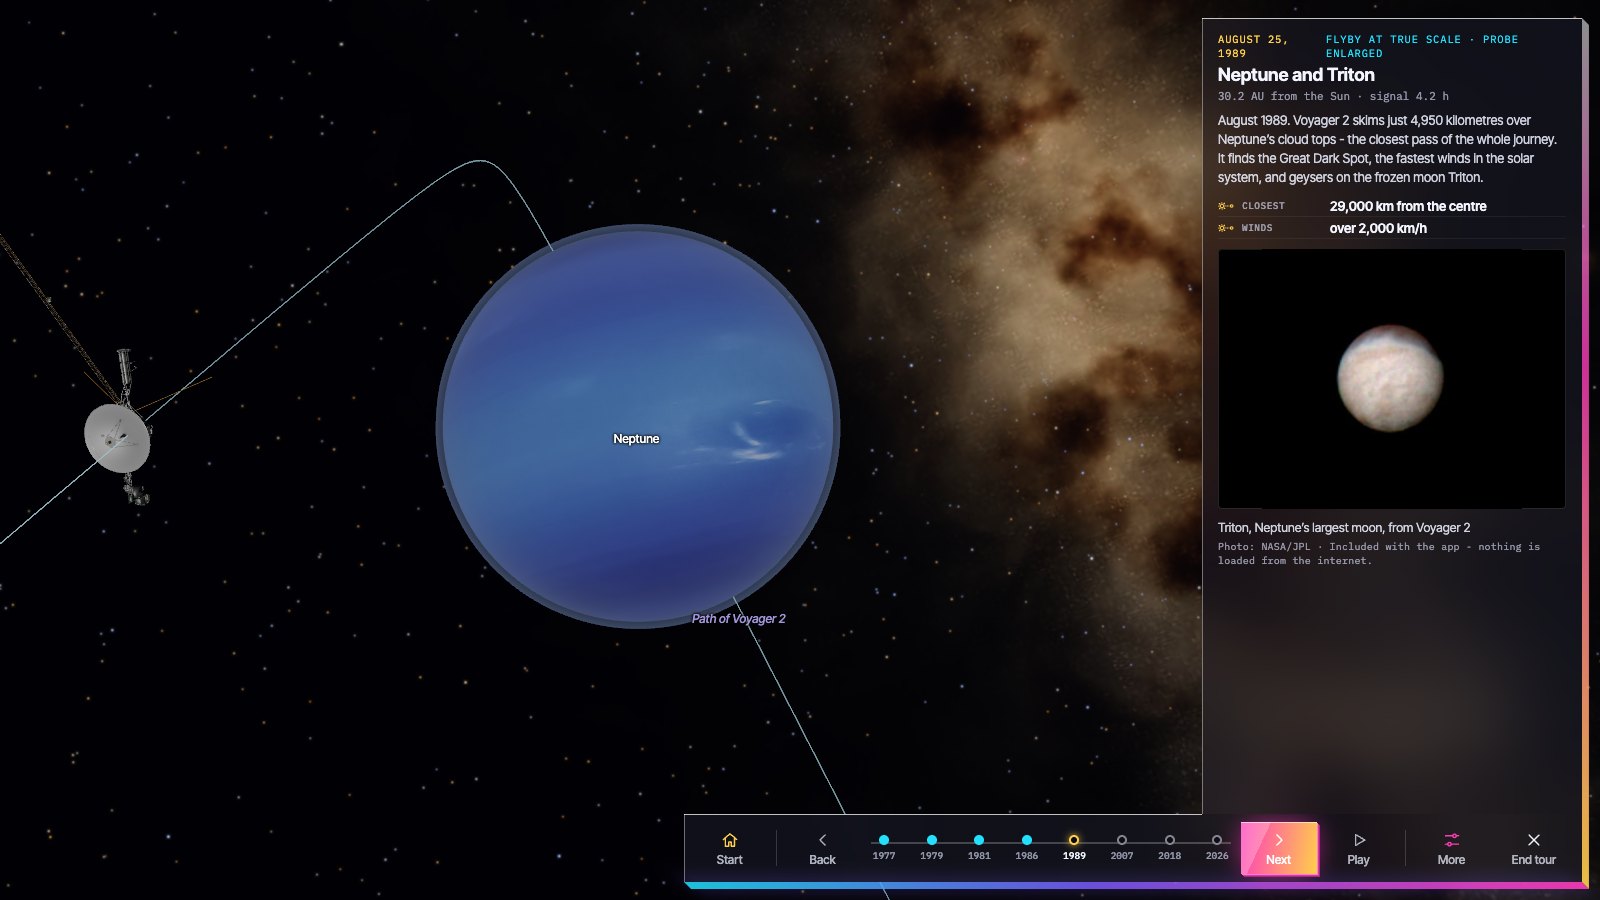 AUGUST 25, 1989
FLYBY AT TRUE SCALE · PROBE ENLARGED
Neptune and Triton
30.2 AU from the Sun · signal 4.2 h
August 1989. Voyager 2 skims just 4,950 kilometres over
Neptune's cloud tops - the closest pass of the whole journey.
It finds the Great Dark Spot, the fastest winds in the solar
system, and geysers on the frozen moon Triton.
CLOSEST 29,000 km from the centre
WINDS over 2,000 km/h
Triton, Neptune's largest moon, from Voyager 2
Photo: NASA/JPL · Included with the app - nothing is
loaded from the internet.
Neptune
Path of Voyager 2
Start
Back
1977 1979 1981 1986 1989 2007 2018 2026
Next
Play
More
End tour